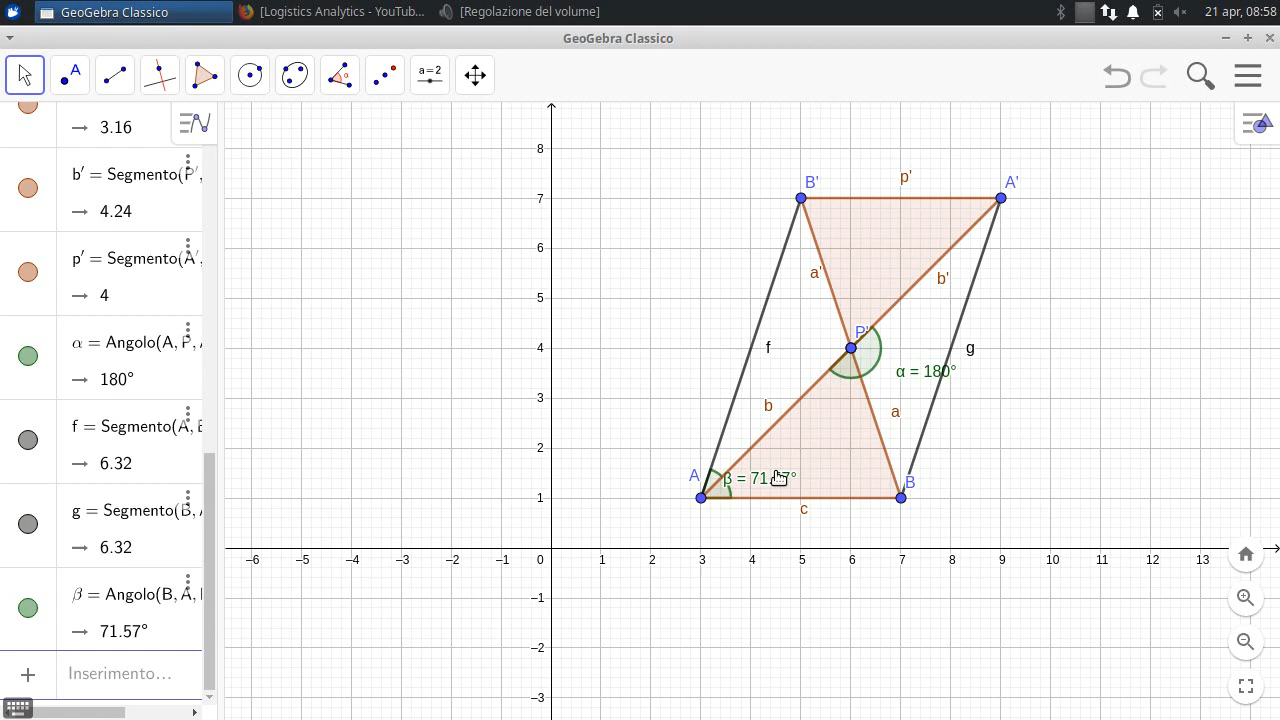 GeoGebra Classico
[Logistics Analytics - YouTub...
[Regolazione del volume]
21 apr, 08:58
GeoGebra Classico
A
α
a=2
→ 3.16
b′ = Segmento(P′,
→ 4.24
p′ = Segmento(A′,
→ 4
α = Angolo(A, P,
→ 180°
f = Segmento(A,
→ 6.32
g = Segmento(B,
→ 6.32
β = Angolo(B, A,
→ 71.57°
+ Inserimento…
8
7
6
5
4
3
2
1
−1
−2
−3
−6 −5 −4 −3 −2 −1 0 1 2 3 4 5 6 7 8 9 10 11 12 13
B'
p'
A'
a'
b'
P'
f
g
α = 180°
b
a
A
β = 71.
7°
B
c